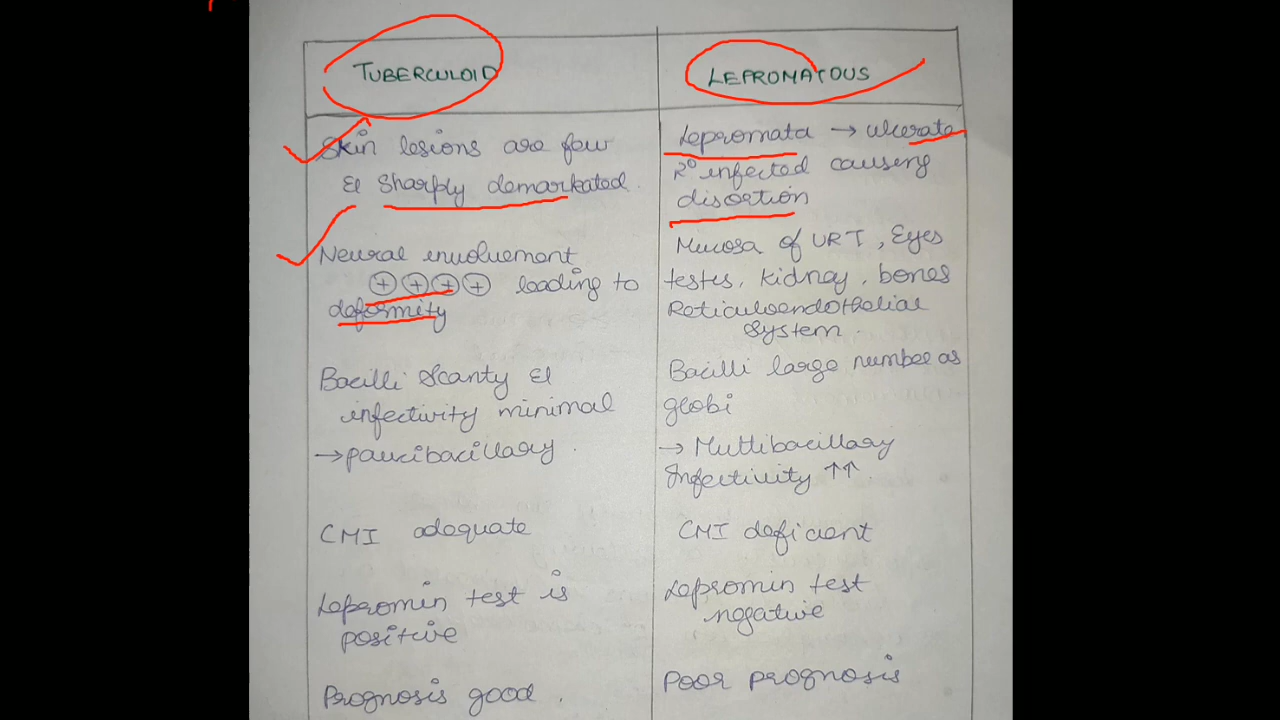 TUBERCULOID
Skin lesions are few
& Sharply demarkated.
Neural involvement
⊕ ⊕ ⊕ ⊕ leading to
deformity
Bacilli Scanty &
infectivity minimal
→ paucibacillary.
CMI adequate
Lepromin test is
positive
Prognosis good.
LEPROMATOUS
Lepromata → ulcerate
2° infected causing
distortion
Mucosa of URT, Eyes
testes, kidney, bones
Reticuloendothelial
System.
Bacilli large number as
globi
→ Multibacillary
Infectivity ↑↑.
CMI deficient
Lepromin test
negative
Poor prognosis